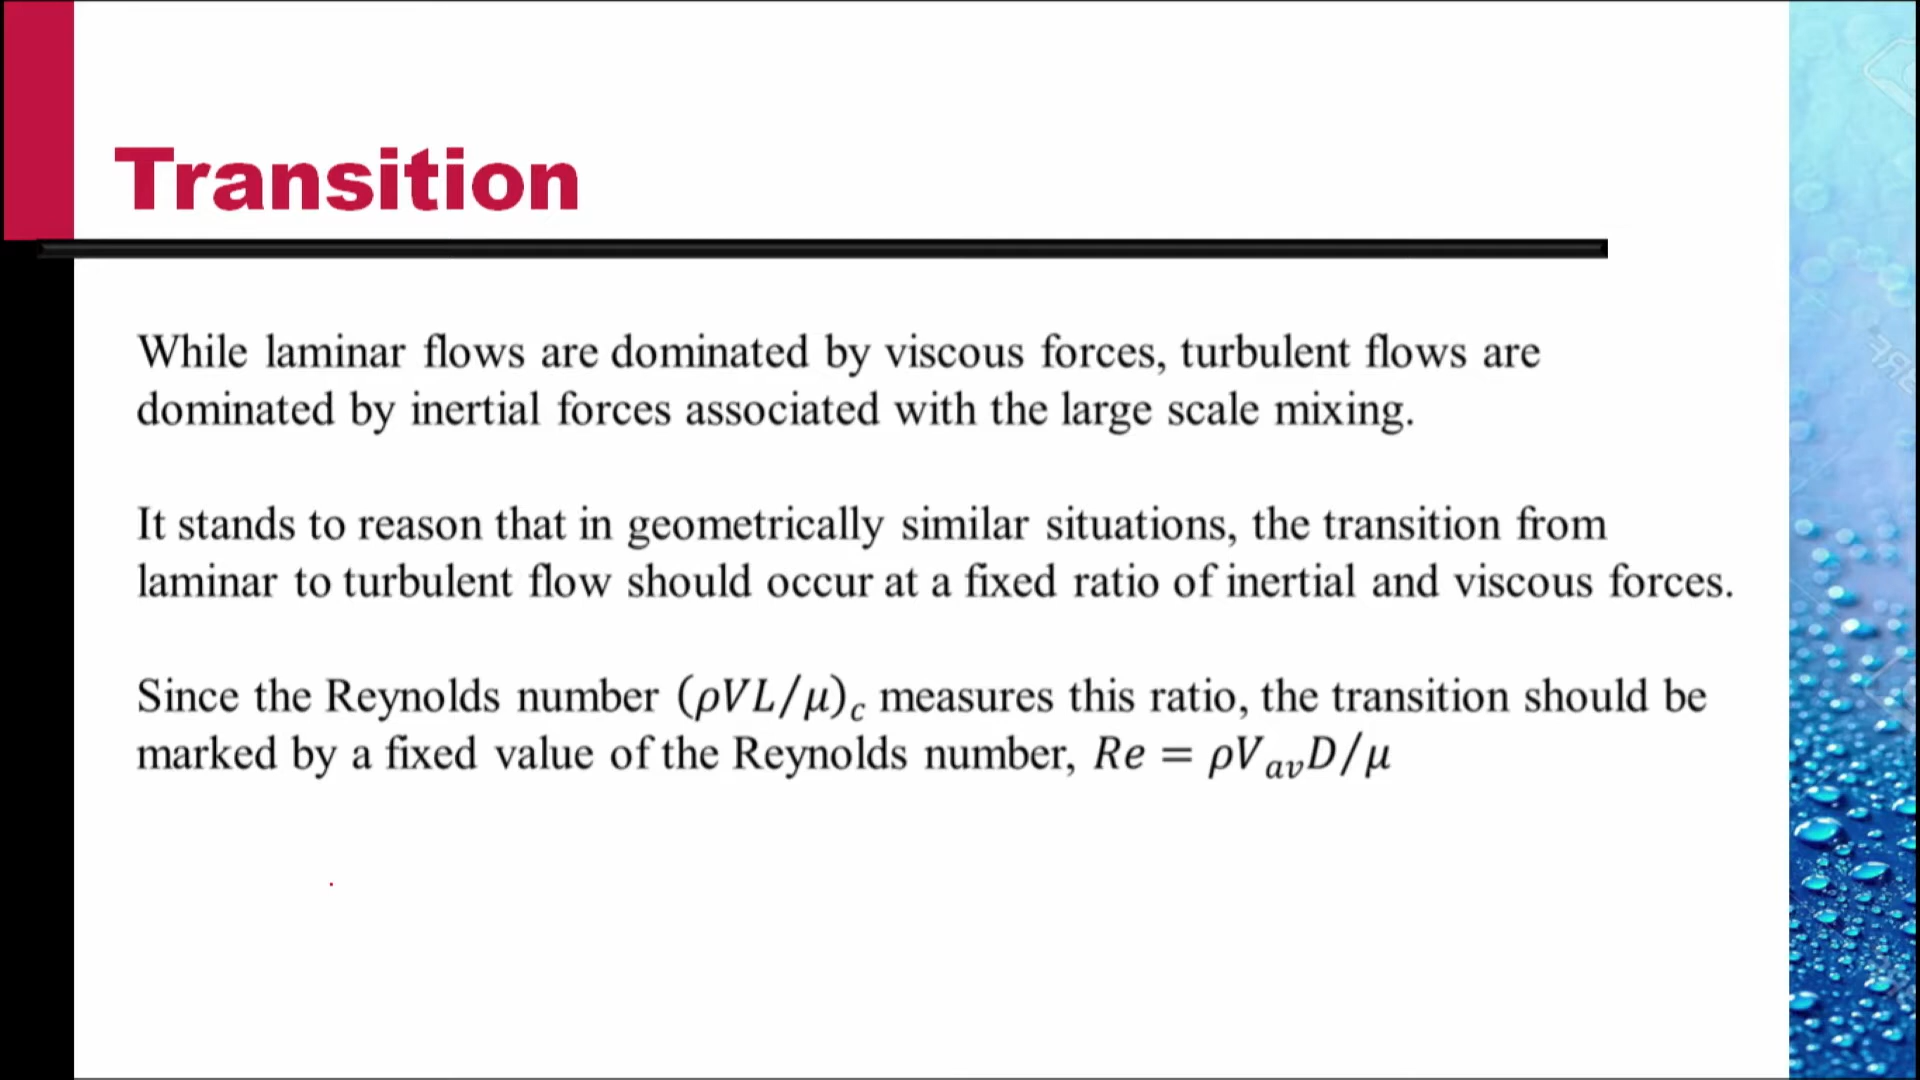 Transition
While laminar flows are dominated by viscous forces, turbulent flows are
dominated by inertial forces associated with the large scale mixing.
It stands to reason that in geometrically similar situations, the transition from
laminar to turbulent flow should occur at a fixed ratio of inertial and viscous forces.
Since the Reynolds number (ρVL/μ)c measures this ratio, the transition should be
marked by a fixed value of the Reynolds number, Re = ρVavD/μ